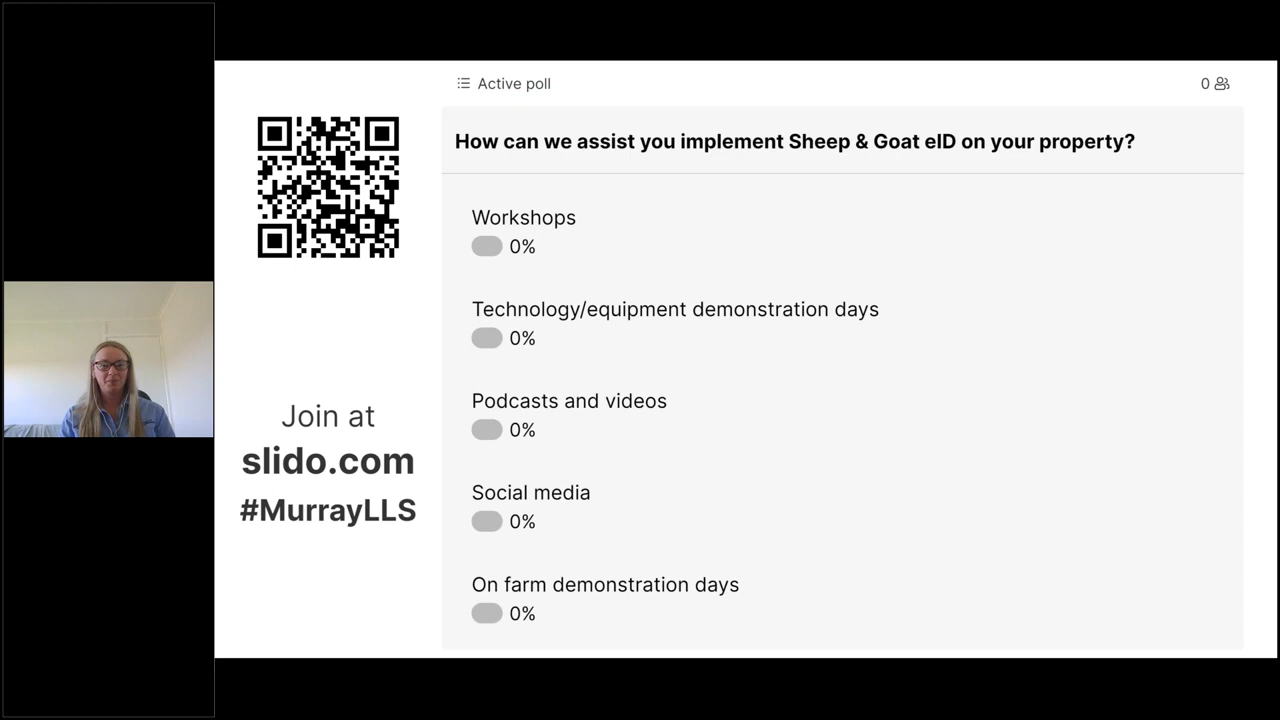 Active poll
0
How can we assist you implement Sheep & Goat eID on your property?
Workshops
0%
Technology/equipment demonstration days
0%
Podcasts and videos
0%
Social media
0%
On farm demonstration days
0%
Join at
slido.com
#MurrayLLS